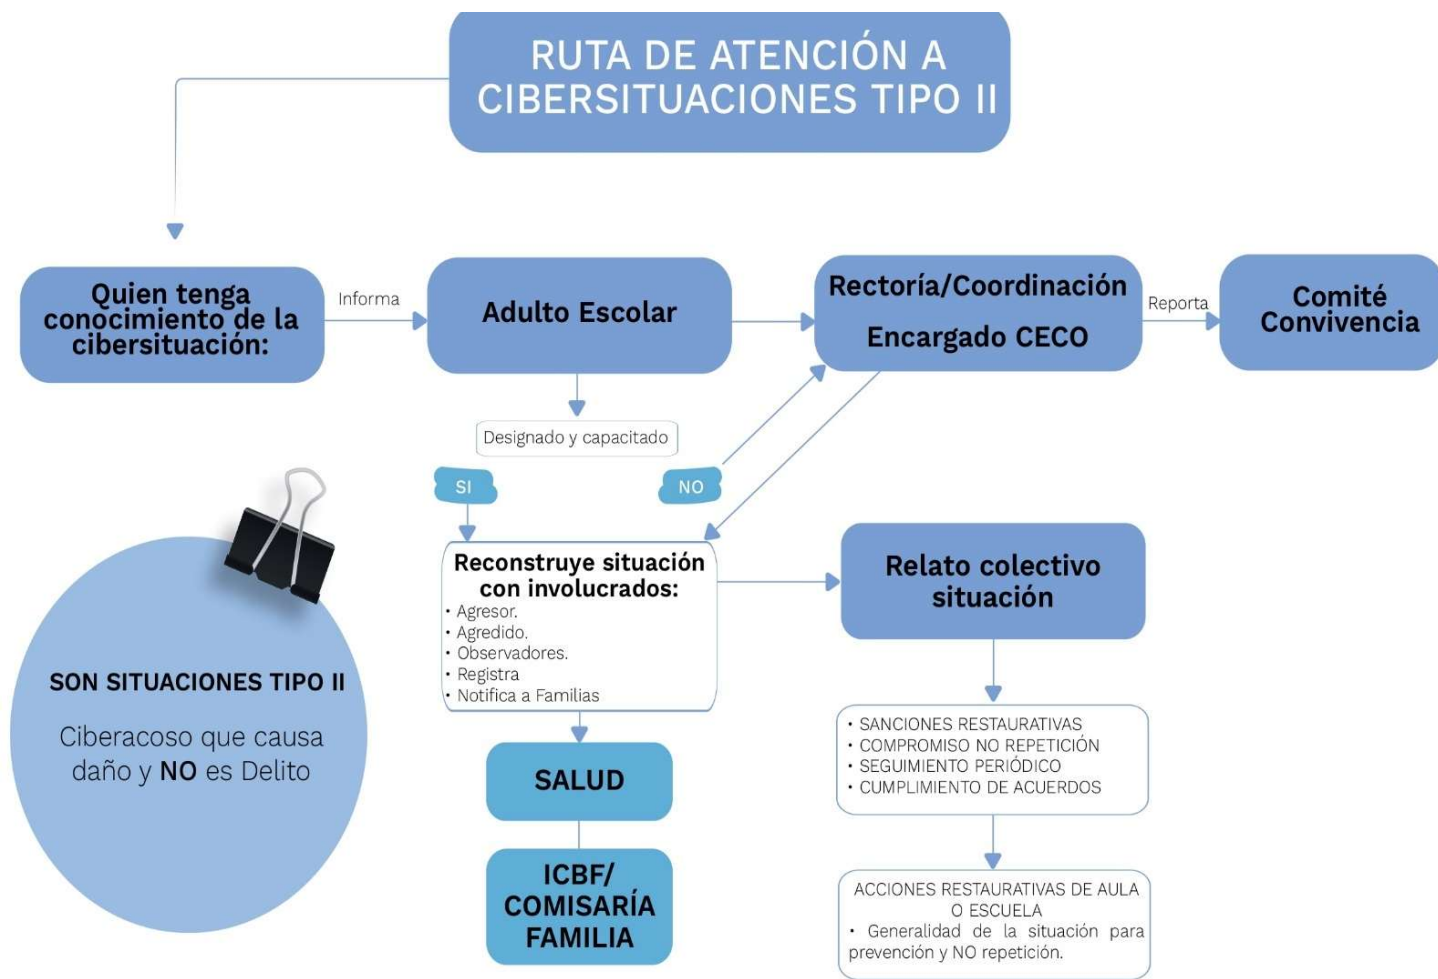 RUTA DE ATENCIÓN A
CIBERSITUACIONES TIPO II
Quien tenga
conocimiento de la
cibersituación:
Informa
Adulto Escolar
Rectoría/Coordinación
Encargado CECO
Reporta
Comité
Convivencia
Designado y capacitado
SI
NO
Reconstruye situación
con involucrados:
• Agresor.
• Agredido.
• Observadores.
• Registra
• Notifica a Familias
Relato colectivo
situación
SON SITUACIONES TIPO II
Ciberacoso que causa
daño y NO es Delito
SALUD
ICBF/
COMISARÍA
FAMILIA
• SANCIONES RESTAURATIVAS
• COMPROMISO NO REPETICIÓN
• SEGUIMIENTO PERIÓDICO
• CUMPLIMIENTO DE ACUERDOS
ACCIONES RESTAURATIVAS DE AULA
O ESCUELA
• Generalidad de la situación para
prevención y NO repetición.